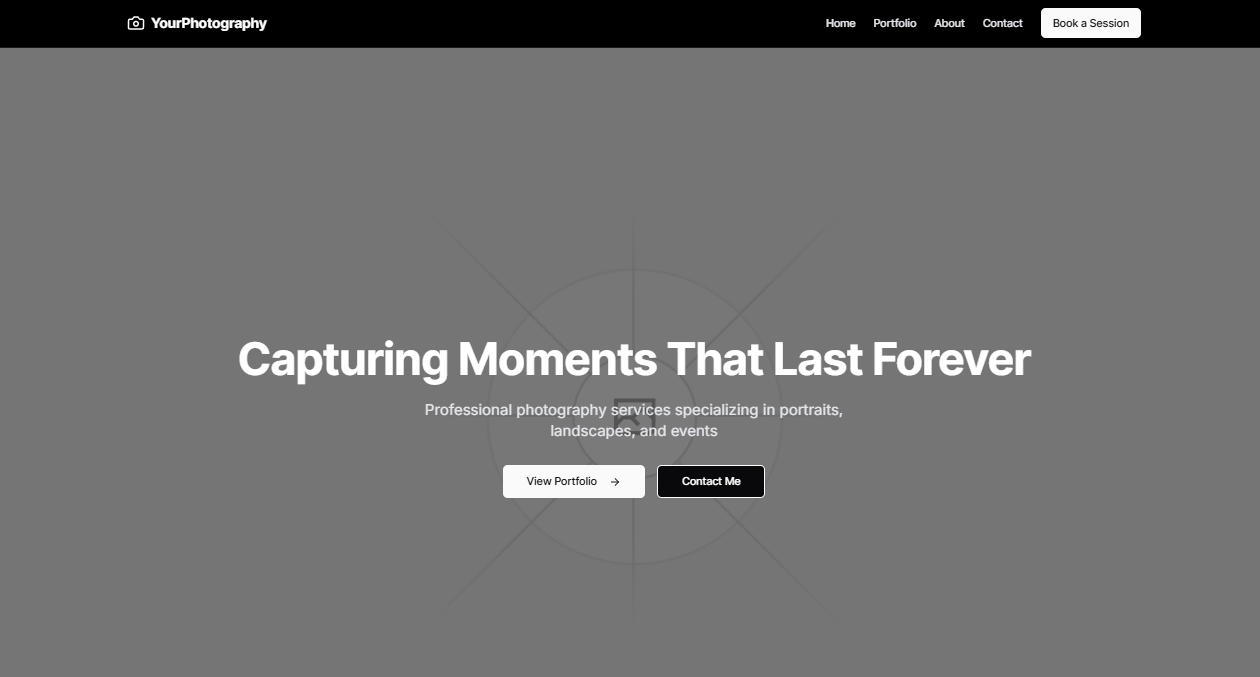 YourPhotography
Home Portfolio About Contact Book a Session
Capturing Moments That Last Forever
Professional photography services specializing in portraits,
landscapes, and events
View Portfolio → Contact Me